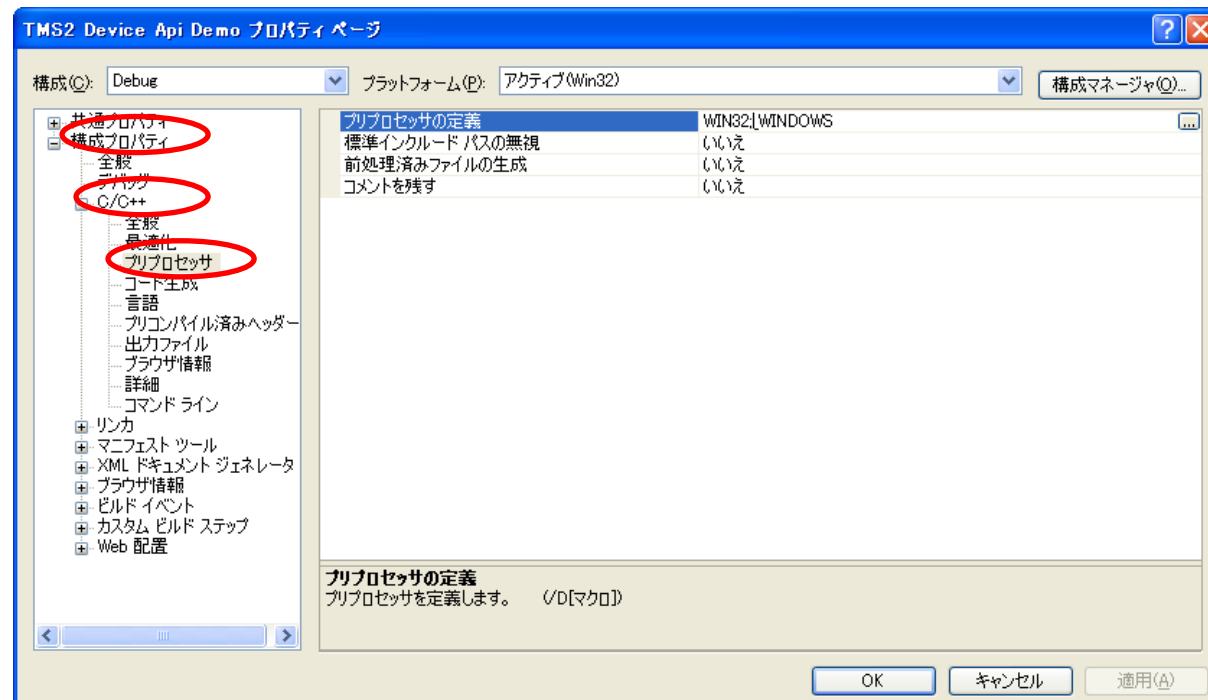 TMS2 Device Api Demo プロパティ ページ
構成(C): Debug プラットフォーム(P): アクティブ(Win32) 構成マネージャ(O)...
共通プロパティ
構成プロパティ
全般
デバッグ
C/C++
全般
最適化
プリプロセッサ
コード生成
言語
プリコンパイル済みヘッダー
出力ファイル
ブラウザ情報
詳細
コマンド ライン
リンカ
マニフェスト ツール
XML ドキュメント ジェネレータ
ブラウザ情報
ビルド イベント
カスタム ビルド ステップ
Web 配置
プリプロセッサの定義 WIN32;_WINDOWS ...
標準インクルード パスの無視 いいえ
前処理済みファイルの生成 いいえ
コメントを残す いいえ
プリプロセッサの定義
プリプロセッサを定義します。 (/D[マクロ])
OK キャンセル 適用(A)